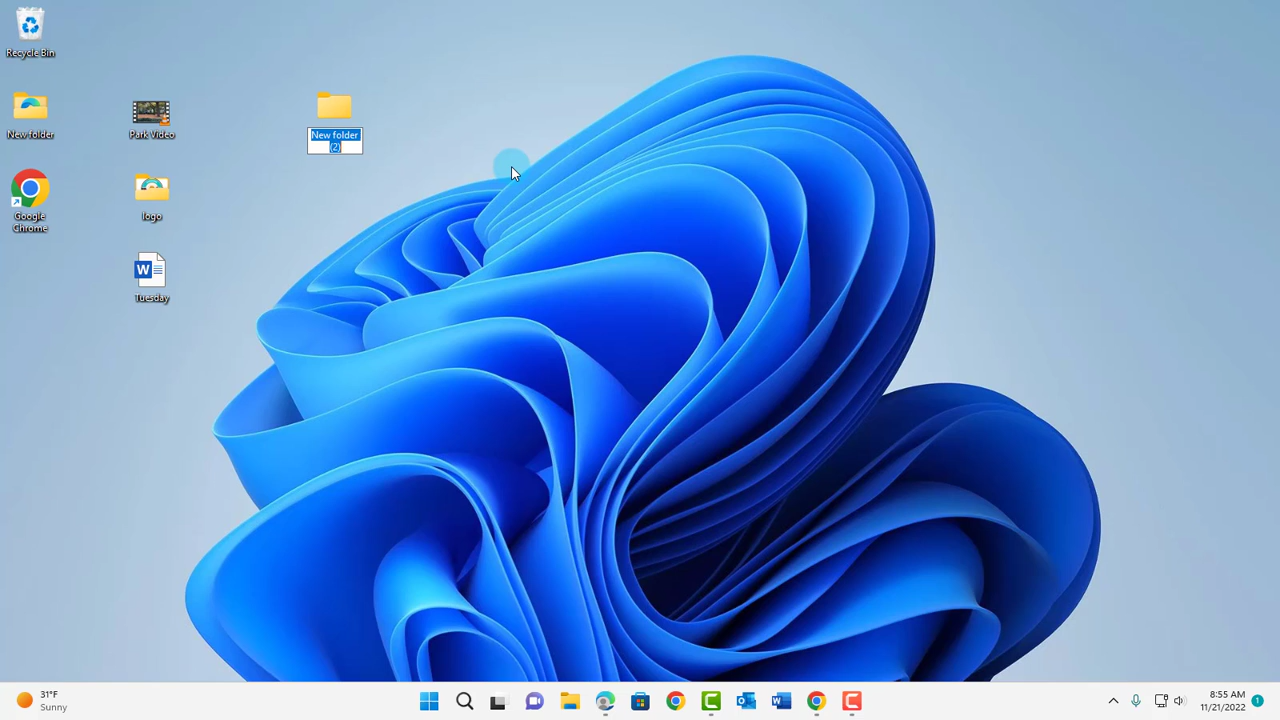 Recycle Bin
New folder
Park Video
New folder
(2)
Google
Chrome
logo
Tuesday
31°F
Sunny
8:55 AM
11/21/2022
1